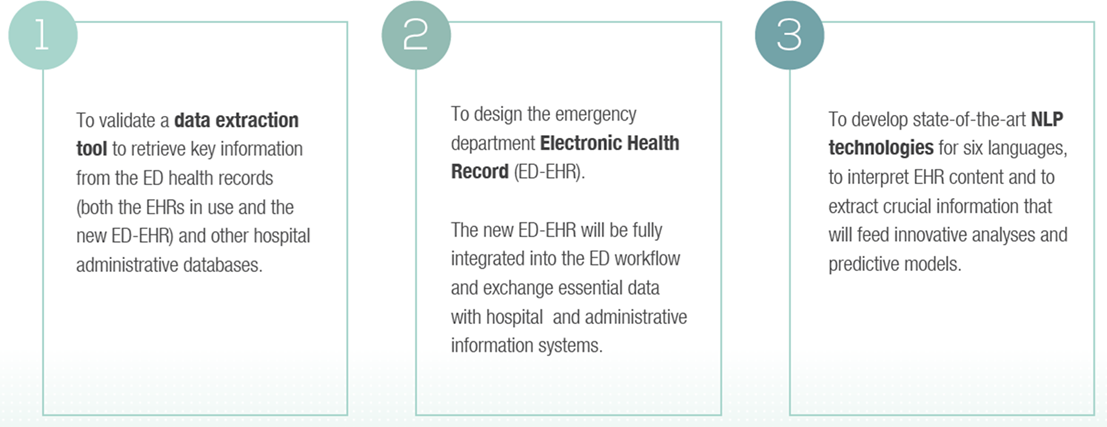 1
To validate a data extraction
tool to retrieve key information
from the ED health records
(both the EHRs in use and the
new ED-EHR) and other hospital
administrative databases.
2
To design the emergency
department Electronic Health
Record (ED-EHR).
The new ED-EHR will be fully
integrated into the ED workflow
and exchange essential data
with hospital  and administrative
information systems.
3
To develop state-of-the-art NLP
technologies for six languages,
to interpret EHR content and to
extract crucial information that
will feed innovative analyses and
predictive models.